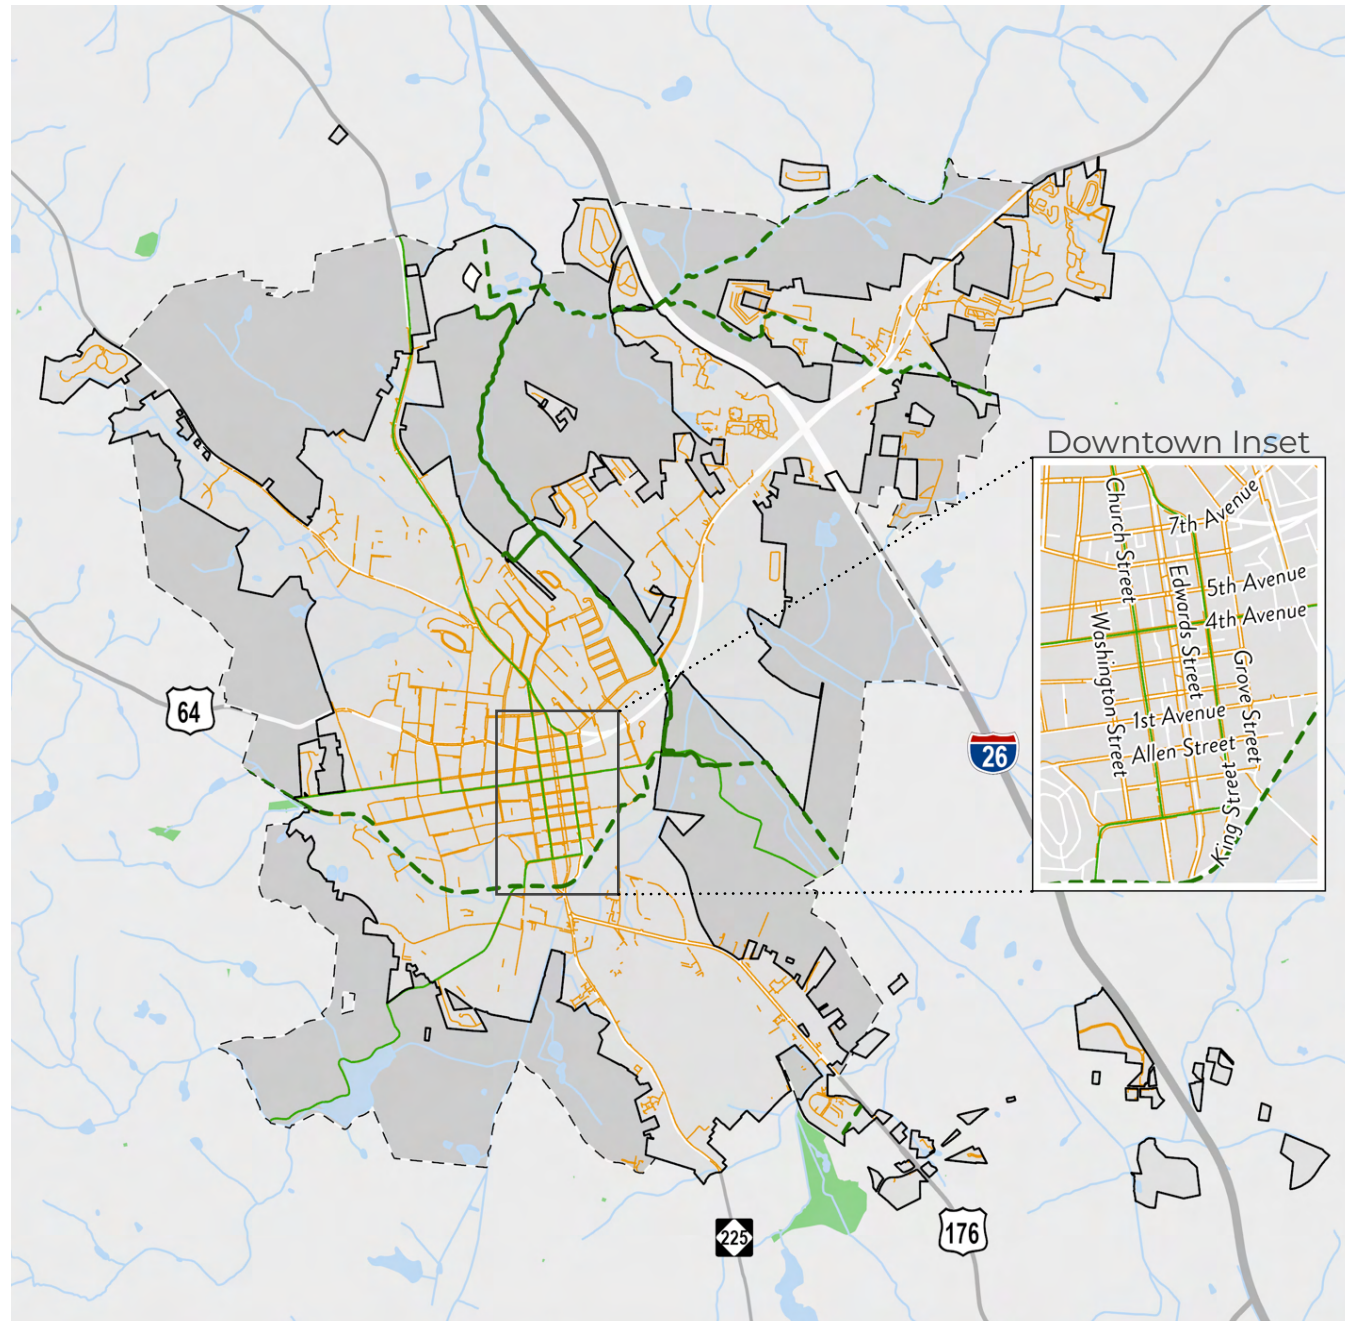 Downtown Inset
Church Street
7th Avenue
Edwards Street
5th Avenue
4th Avenue
Washington Street
Grove Street
1st Avenue
Allen Street
King Street
64
26
225
176